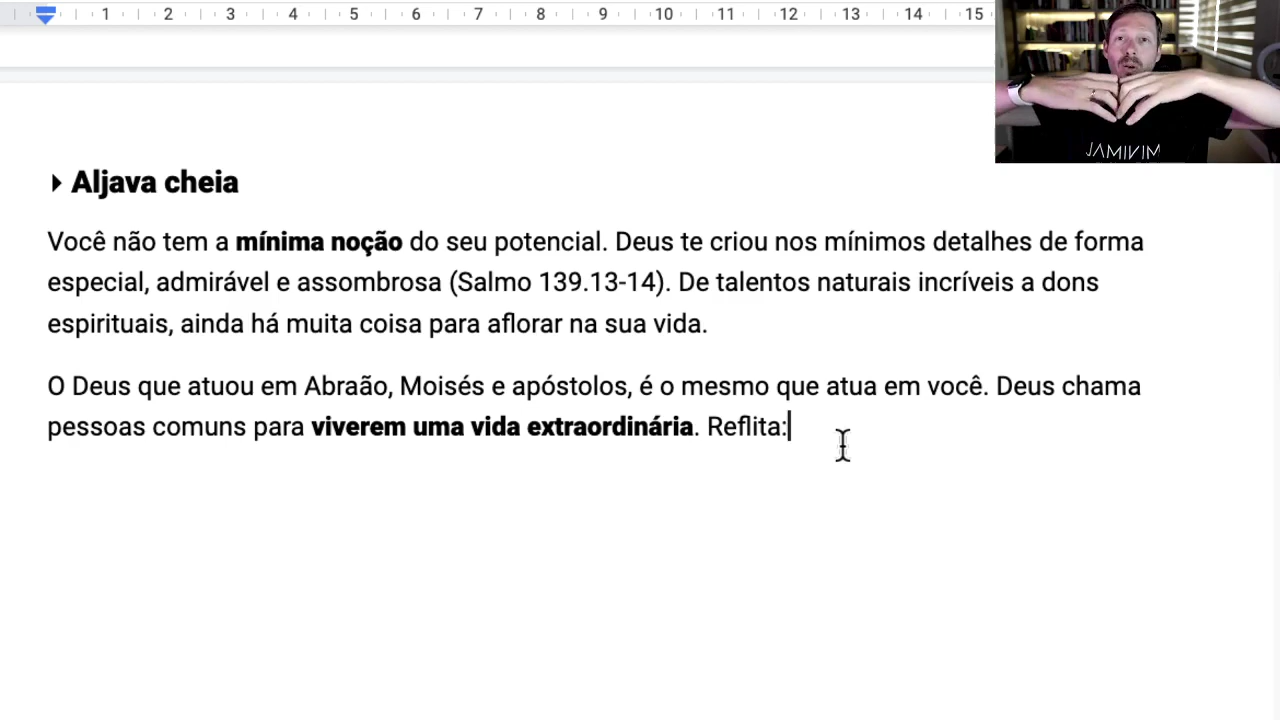 1 2 3 4 5 6 7 8 9 10 11 12 13 14 15
JAMIVIM
Aljava cheia
Você não tem a mínima noção do seu potencial. Deus te criou nos mínimos detalhes de forma
especial, admirável e assombrosa (Salmo 139.13-14). De talentos naturais incríveis a dons
espirituais, ainda há muita coisa para aflorar na sua vida.
O Deus que atuou em Abraão, Moisés e apóstolos, é o mesmo que atua em você. Deus chama
pessoas comuns para viverem uma vida extraordinária. Reflita: